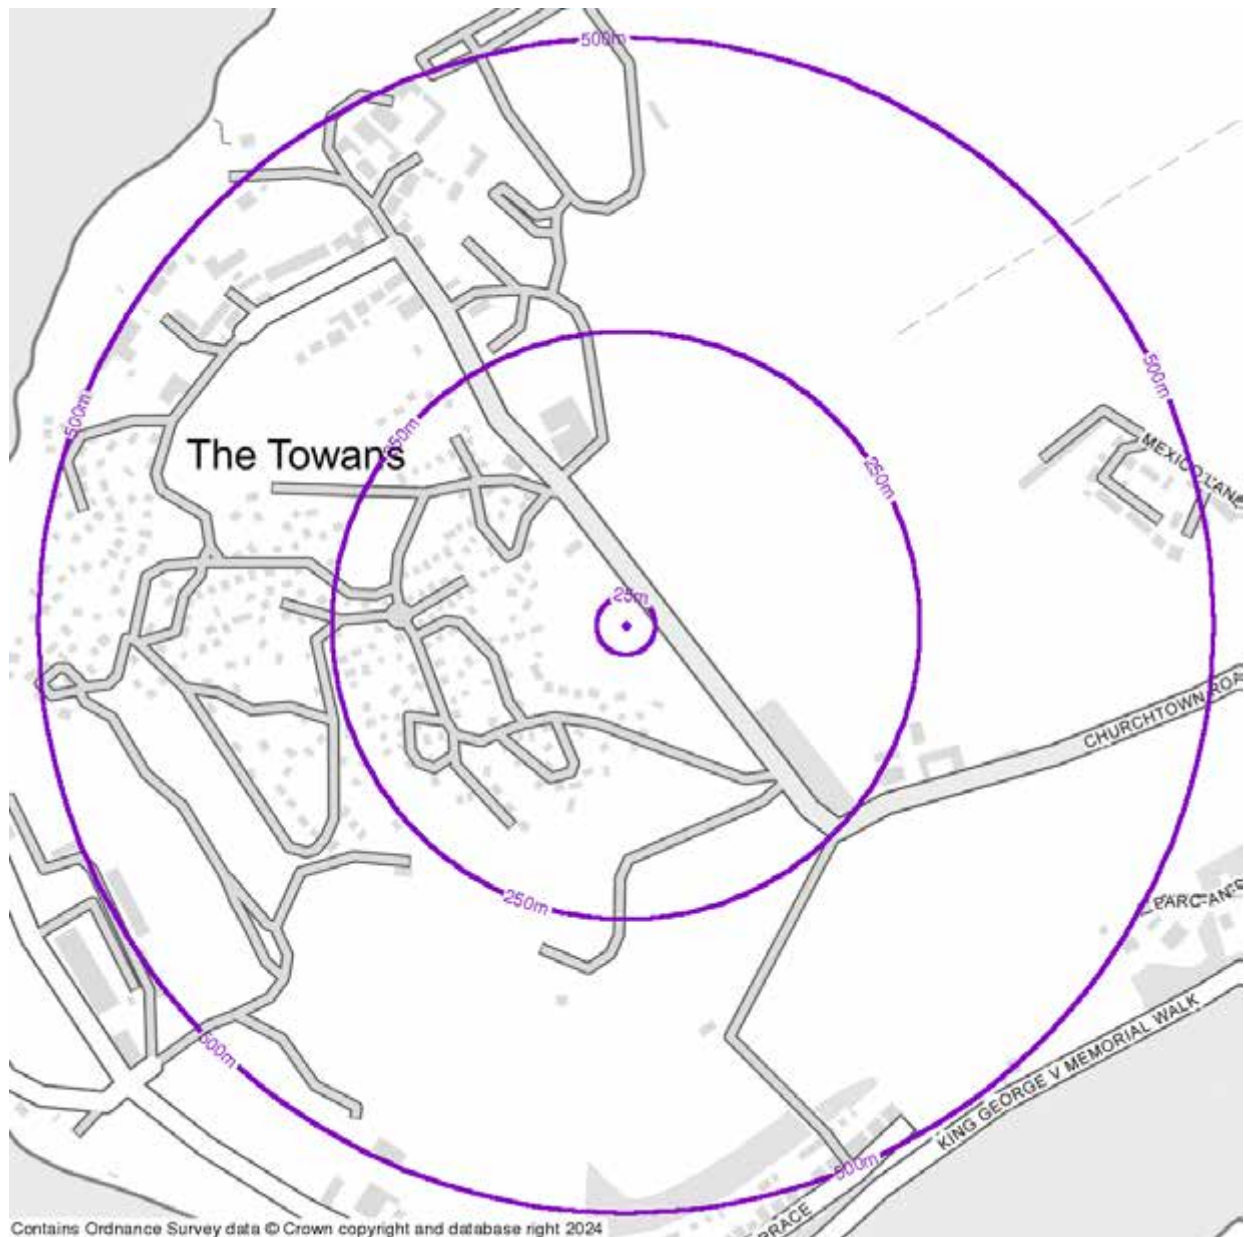 500m
500m
500m
The Towans
250m
250m
MEXICO LANE
25m
CHURCHTOWN ROA
250m
PARC-AN-
500m
KING GEORGE V MEMORIAL WALK
500m
RRACE
Contains Ordnance Survey data © Crown copyright and database right 2024